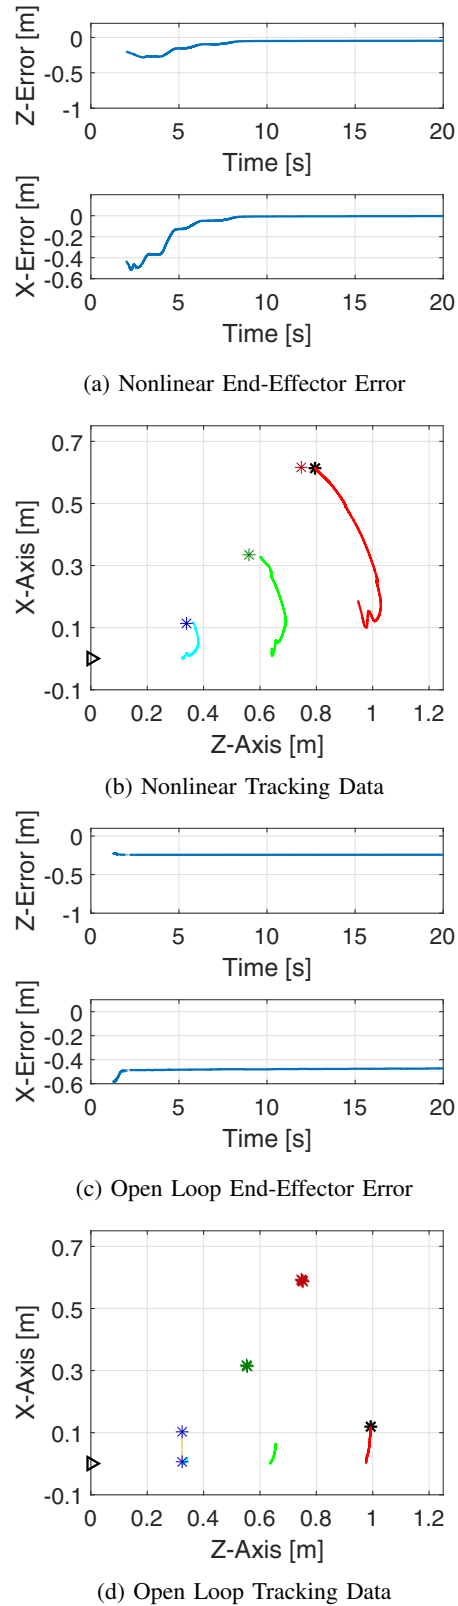 Z-Error [m]
0
-0.5
-1
0 5 10 15 20
Time [s]
X-Error [m]
0
-0.2
-0.4
-0.6
0 5 10 15 20
Time [s]
(a) Nonlinear End-Effector Error
X-Axis [m]
0.7
0.5
0.3
0.1
-0.1
0 0.2 0.4 0.6 0.8 1 1.2
Z-Axis [m]
(b) Nonlinear Tracking Data
Z-Error [m]
0
-0.5
-1
0 5 10 15 20
Time [s]
X-Error [m]
0
-0.2
-0.4
-0.6
0 5 10 15 20
Time [s]
(c) Open Loop End-Effector Error
X-Axis [m]
0.7
0.5
0.3
0.1
-0.1
0 0.2 0.4 0.6 0.8 1 1.2
Z-Axis [m]
(d) Open Loop Tracking Data